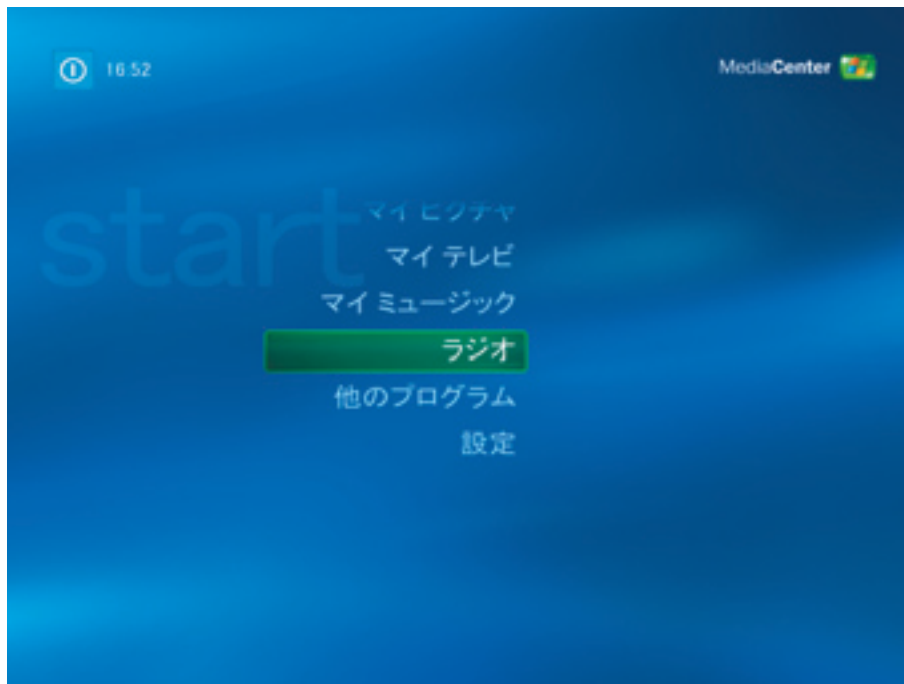 16:52
MediaCenter
start
マイ ピクチャ
マイ テレビ
マイ ミュージック
ラジオ
他のプログラム
設定